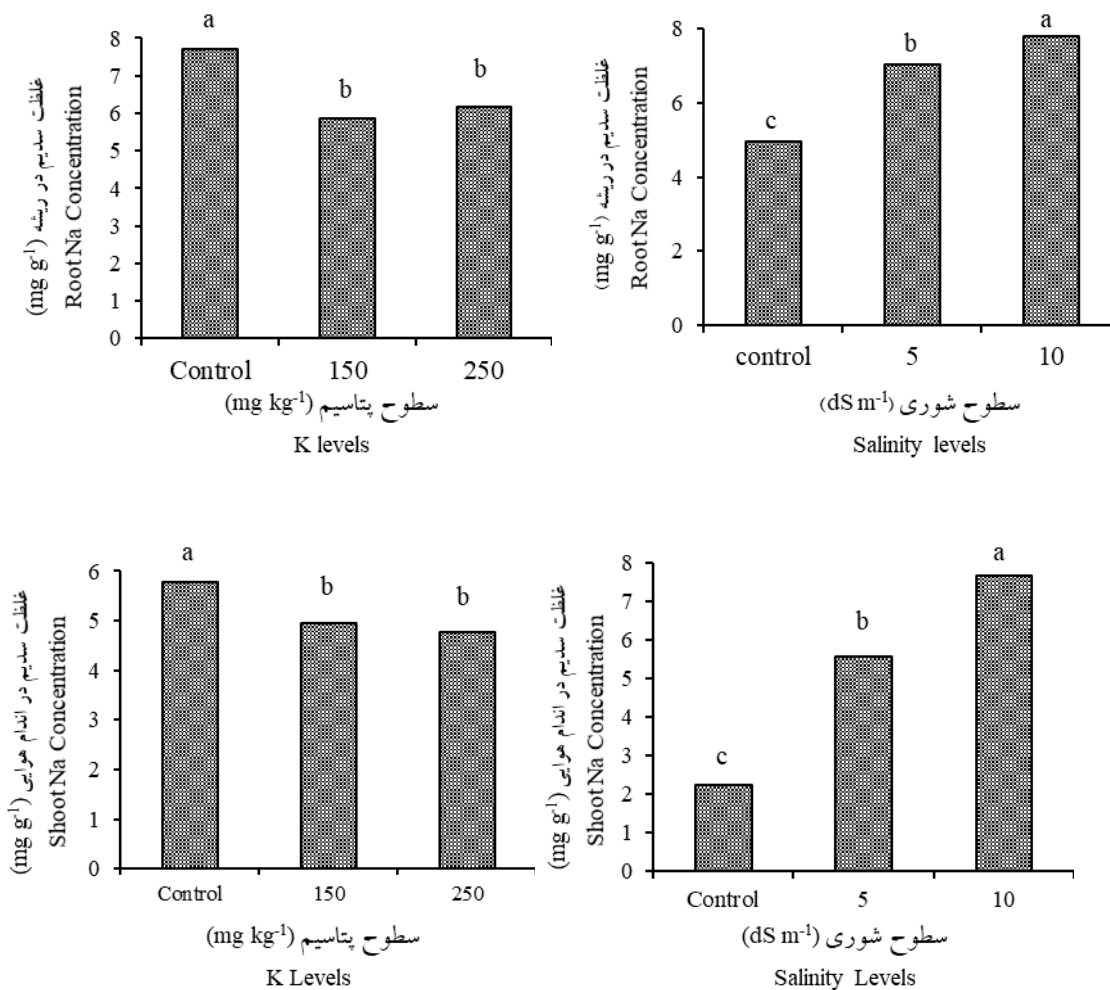 a
b
b
8
7
6
5
4
3
2
1
0
غلظت سدیم در ریشه (mg g-1)
Root Na Concentration
Control 150 250
سطوح پتاسیم (mg kg-1)
K levels
a
b
c
8
6
4
2
0
غلظت سدیم در ریشه (mg g-1)
Root Na Concentration
control 5 10
سطوح شوری (dS m-1)
Salinity levels
a
b
b
6
5
4
3
2
1
0
غلظت سدیم در اندام هوایی (mg g-1)
Shoot Na Concentration
Control 150 250
سطوح پتاسیم (mg kg-1)
K Levels
a
b
c
8
7
6
5
4
3
2
1
0
غلظت سدیم در اندام هوایی (mg g-1)
Shoot Na Concentration
Control 5 10
سطوح شوری (dS m-1)
Salinity Levels